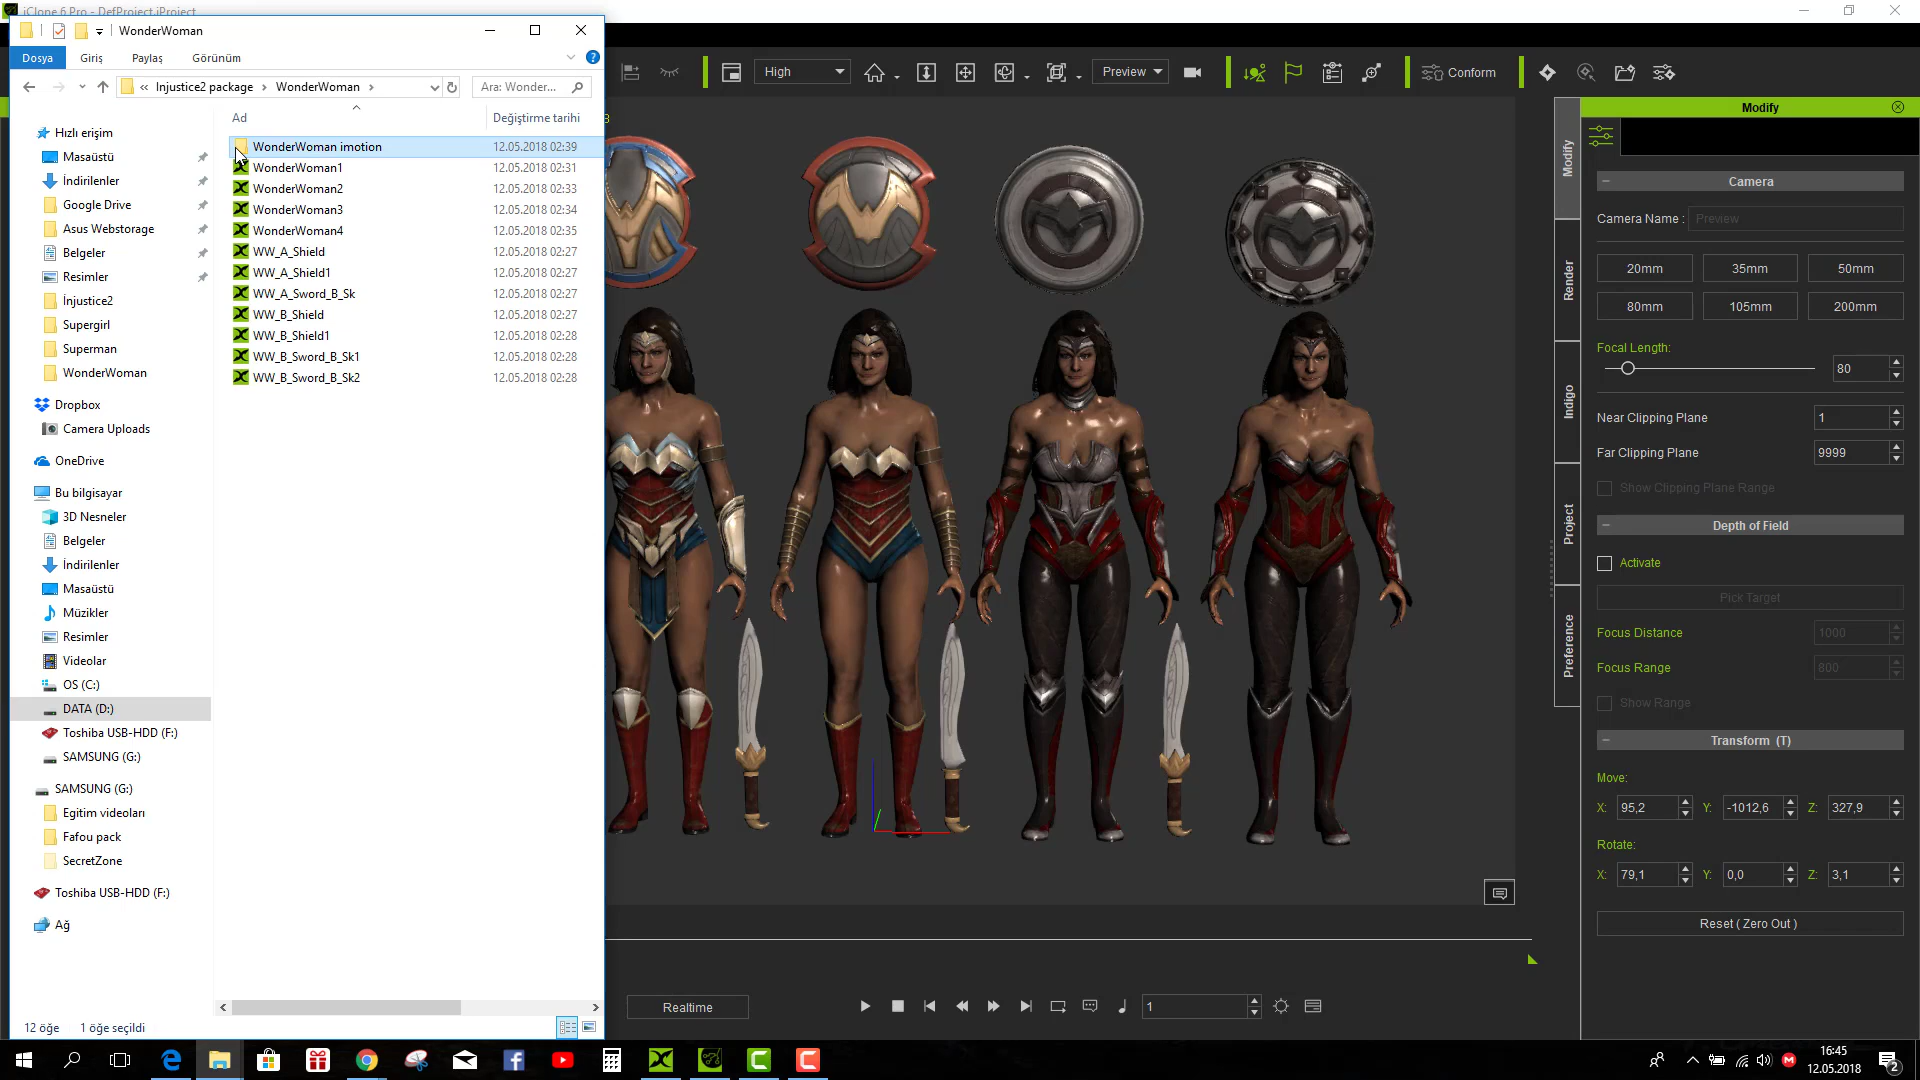 iClone 6 Pro - DefProject.iProject
WonderWoman
Dosya
Giriş
Paylaş
Görünüm
« Injustice2 package › WonderWoman ›
Ara: Wonder...
Ad
Değiştirme tarihi
Hızlı erişim
Masaüstü
İndirilenler
Google Drive
Asus Webstorage
Belgeler
Resimler
İnjustice2
Supergirl
Superman
WonderWoman
Dropbox
Camera Uploads
OneDrive
Bu bilgisayar
3D Nesneler
Belgeler
İndirilenler
Masaüstü
Müzikler
Resimler
Videolar
OS (C:)
DATA (D:)
Toshiba USB-HDD (F:)
SAMSUNG (G:)
SAMSUNG (G:)
Egitim videoları
Fafou pack
SecretZone
Toshiba USB-HDD (F:)
Ağ
WonderWoman imotion 12.05.2018 02:39
WonderWoman1 12.05.2018 02:31
WonderWoman2 12.05.2018 02:33
WonderWoman3 12.05.2018 02:34
WonderWoman4 12.05.2018 02:35
WW_A_Shield 12.05.2018 02:27
WW_A_Shield1 12.05.2018 02:27
WW_A_Sword_B_Sk 12.05.2018 02:27
WW_B_Shield 12.05.2018 02:27
WW_B_Shield1 12.05.2018 02:28
WW_B_Sword_B_Sk1 12.05.2018 02:28
WW_B_Sword_B_Sk2 12.05.2018 02:28
12 öğe
1 öğe seçildi
High
Preview
Conform
3
Realtime
1
Modify
Render
Indigo
Project
Preference
Modify
Camera
Camera Name : Preview
20mm
35mm
50mm
80mm
105mm
200mm
Focal Length:
80
Near Clipping Plane 1
Far Clipping Plane 9999
Show Clipping Plane Range
Depth of Field
Activate
Pick Target
Focus Distance 1000
Focus Range 800
Show Range
Transform (T)
Move:
X: 95,2 Y: -1012,6 Z: 327,9
Rotate:
X: 79,1 Y: 0,0 Z: 3,1
Reset ( Zero Out )
16:45
12.05.2018
2